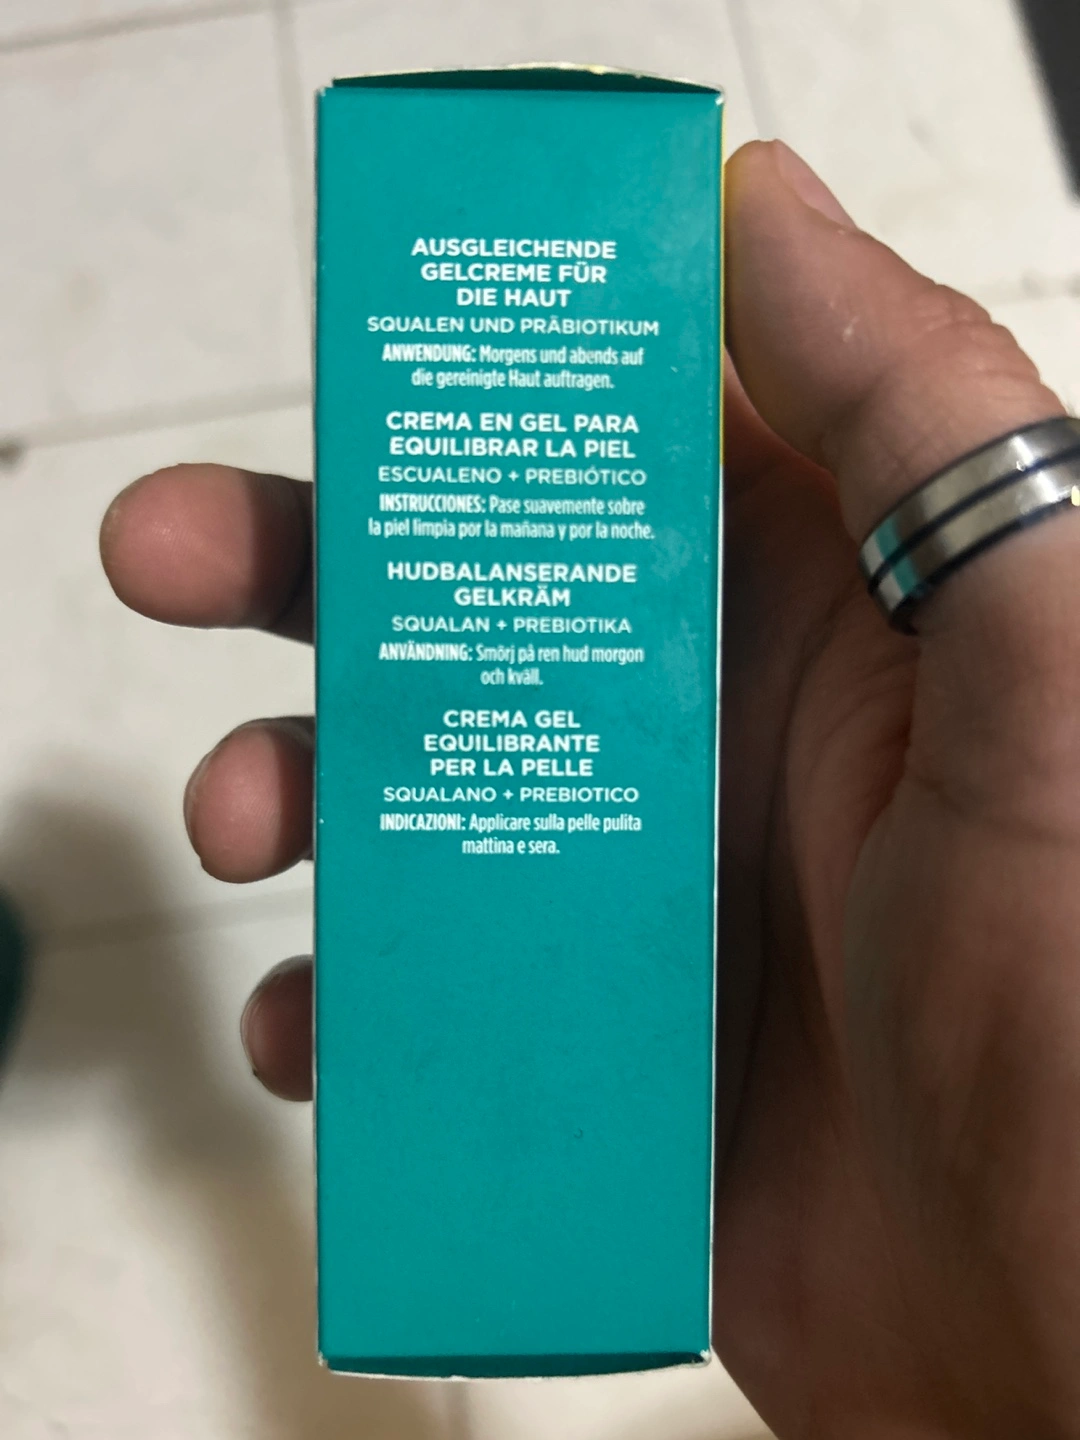 AUSGLEICHENDE
GELCREME FÜR
DIE HAUT
SQUALEN UND PRÄBIOTIKUM
ANWENDUNG: Morgens und abends auf
die gereinigte Haut auftragen.
CREMA EN GEL PARA
EQUILIBRAR LA PIEL
ESCUALENO + PREBIÓTICO
INSTRUCCIONES: Pase suavemente sobre
la piel limpia por la mañana y por la noche.
HUDBALANSERANDE
GELKRÄM
SQUALAN + PREBIOTIKA
ANVÄNDNING: Smörj på ren hud morgon
och kväll.
CREMA GEL
EQUILIBRANTE
PER LA PELLE
SQUALANO + PREBIOTICO
INDICAZIONI: Applicare sulla pelle pulita
mattina e sera.